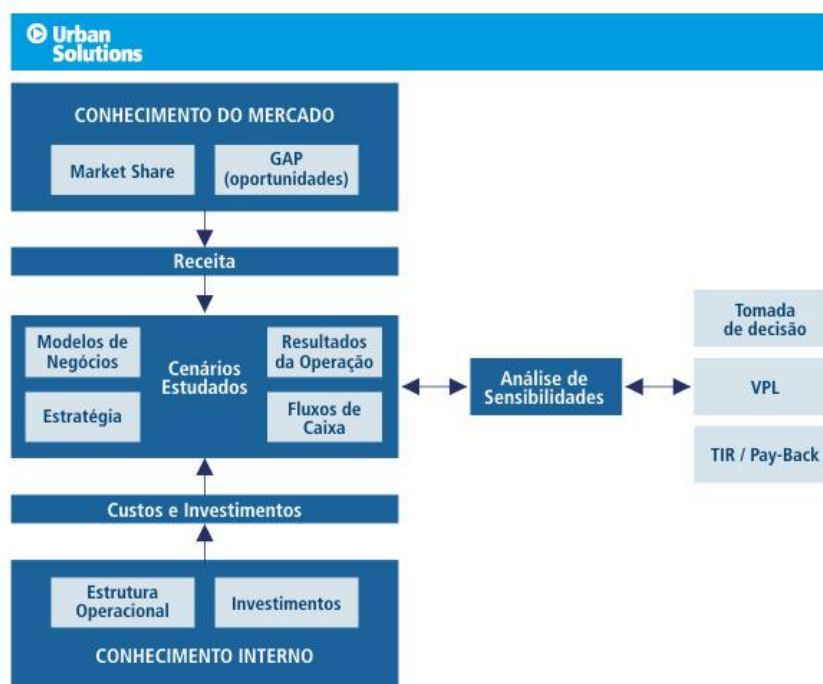 Urban
Solutions
CONHECIMENTO DO MERCADO
Market Share
GAP
(oportunidades)
Receita
Modelos de
Negócios
Estratégia
Cenários
Estudados
Resultados
da Operação
Fluxos de
Caixa
Análise de
Sensibilidades
Tomada
de decisão
VPL
TIR / Pay-Back
Custos e Investimentos
Estrutura
Operacional
Investimentos
CONHECIMENTO INTERNO